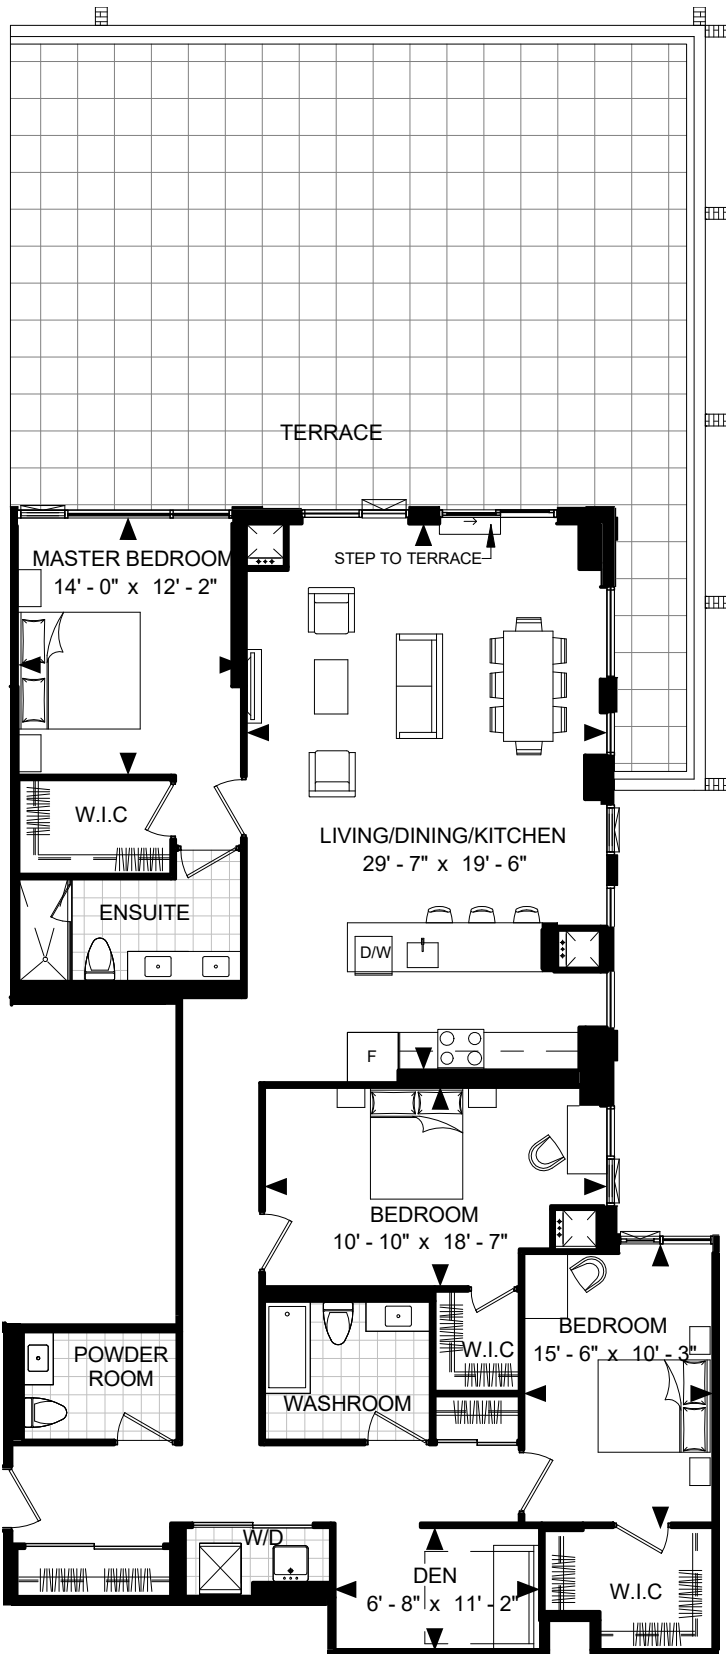 TERRACE
MASTER BEDROOM
14' - 0" x 12' - 2"
STEP TO TERRACE
W.I.C
LIVING/DINING/KITCHEN
29' - 7" x 19' - 6"
ENSUITE
D/W
F
BEDROOM
10' - 10" x 18' - 7"
BEDROOM
15' - 6" x 10' - 3"
W.I.C
POWDER
ROOM
WASHROOM
W/D
DEN
6' - 8" x 11' - 2"
W.I.C